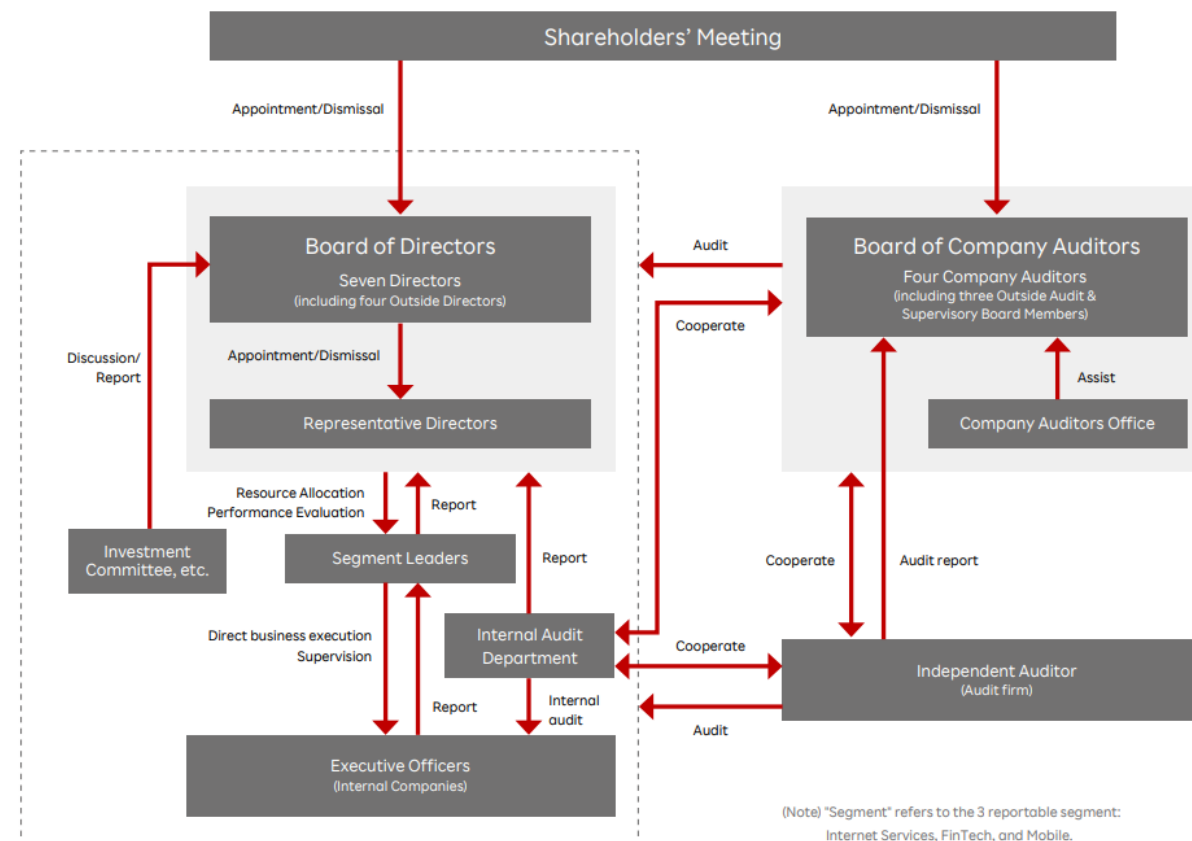 Shareholders’ Meeting
Appointment/Dismissal
Appointment/Dismissal
Board of Directors
Seven Directors
(including four Outside Directors)
Audit
Board of Company Auditors
Four Company Auditors
(including three Outside Audit &
Supervisory Board Members)
Cooperate
Discussion/
Report
Appointment/Dismissal
Assist
Representative Directors
Company Auditors Office
Resource Allocation
Performance Evaluation
Report
Investment
Committee, etc.
Segment Leaders
Report
Cooperate
Audit report
Direct business execution
Supervision
Internal Audit
Department
Cooperate
Independent Auditor
(Audit firm)
Report
Internal
audit
Audit
Executive Officers
(Internal Companies)
(Note) "Segment" refers to the 3 reportable segment:
Internet Services, FinTech, and Mobile.